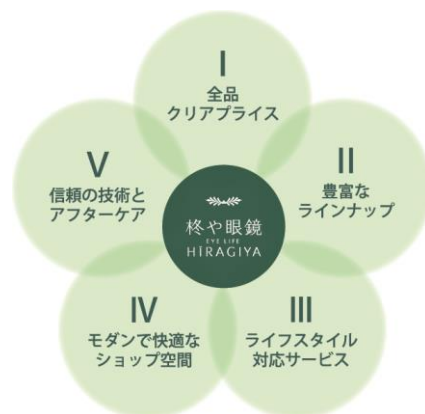 I
全品
クリアプライス
II
豊富な
ラインナップ
III
ライフスタイル
対応サービス
IV
モダンで快適な
ショップ空間
V
信頼の技術と
アフターケア
柊や眼鏡
EYE LIFE
HIRAGIYA